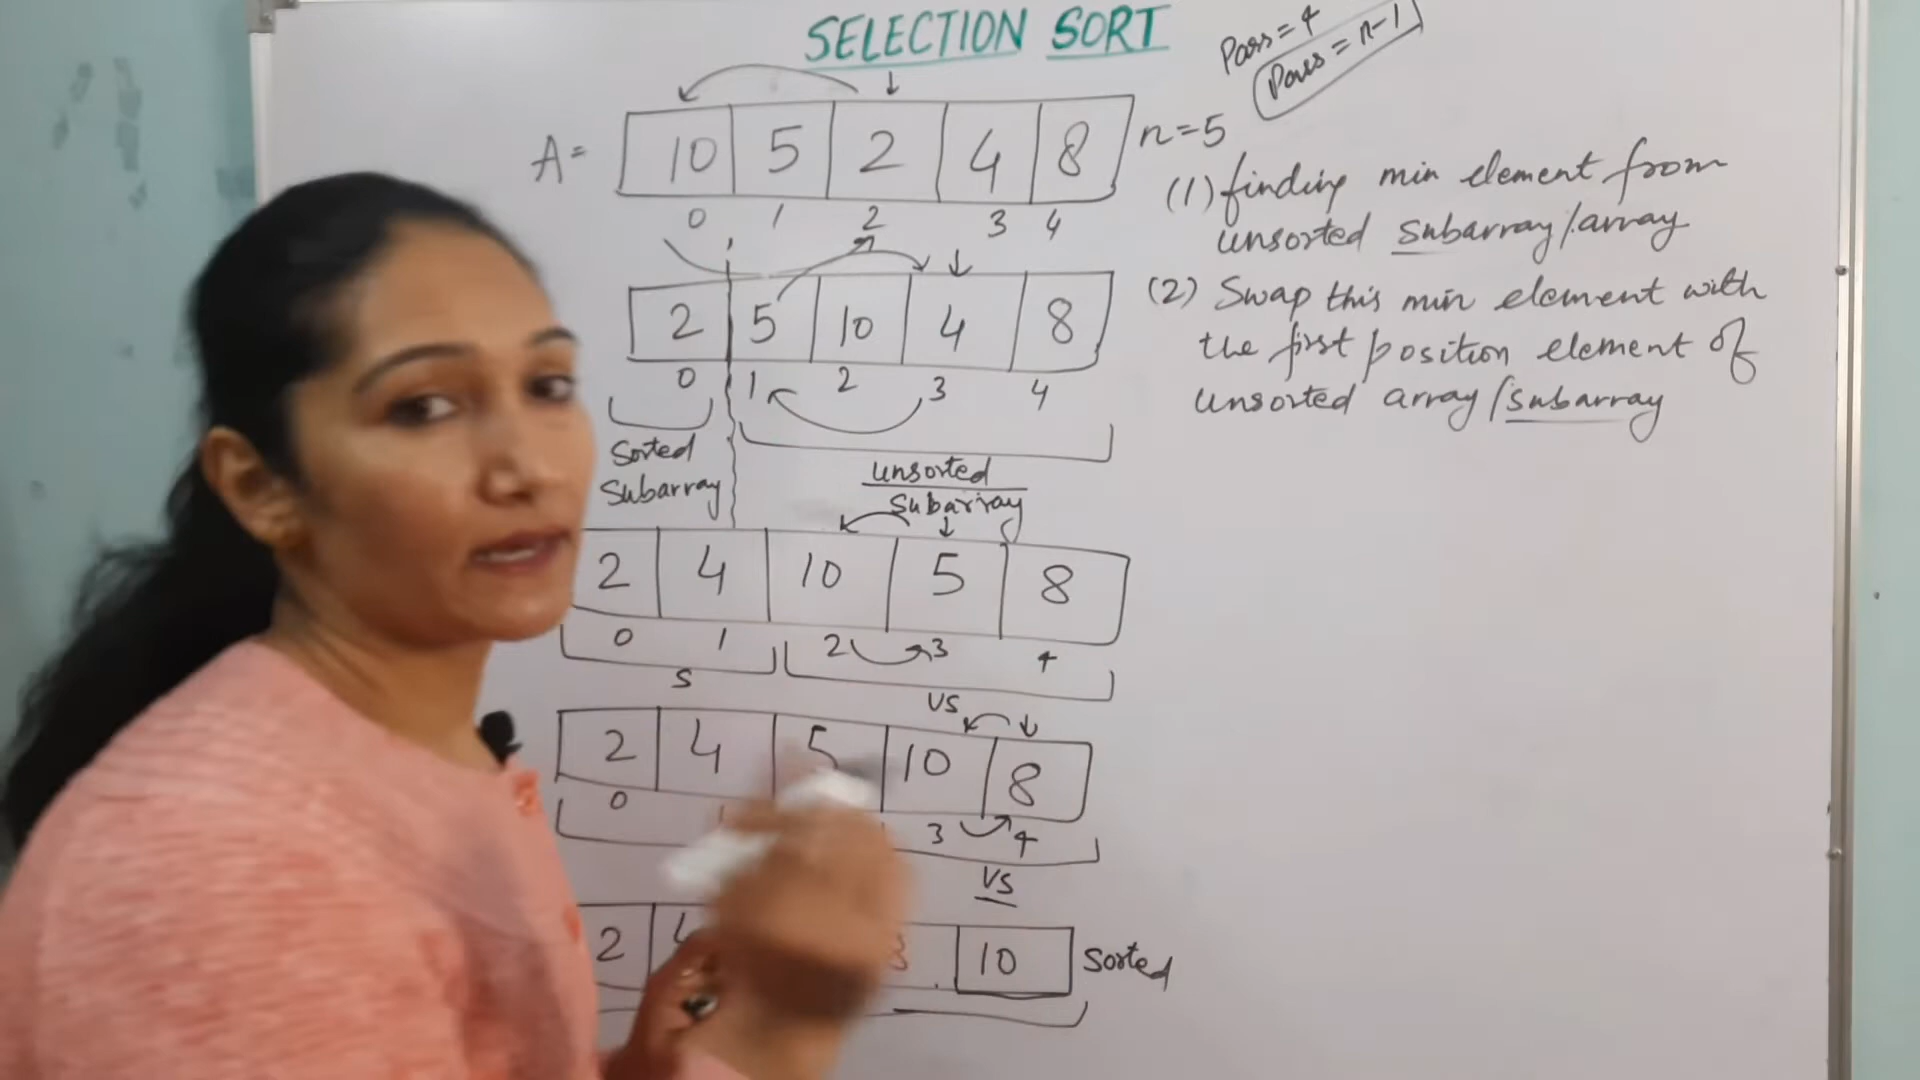 SELECTION SORT
Pass = 4
Pass = n-1
A= 10 5 2 4 8 n=5
0 1 2 3 4
(1) finding min element from
unsorted subarray/array
2 5 10 4 8
0 1 2 3 4
(2) Swap this min element with
the first position element of
unsorted array/subarray
Sorted
Subarray
unsorted
Subarray
2 4 10 5 8
0 1 2 3 4
S
US
2 4 5 10 8
0 3 4
US
2 10 Sorted